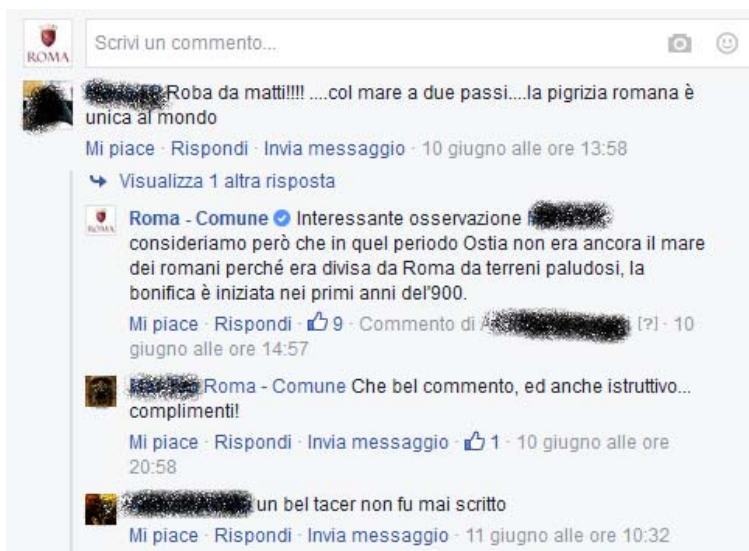 ROMA
Scrivi un commento...
Roba da matti!!!! ....col mare a due passi....la pigrizia romana è
unica al mondo
Mi piace · Rispondi · Invia messaggio · 10 giugno alle ore 13:58
Visualizza 1 altra risposta
ROMA
Roma - Comune Interessante osservazione
consideriamo però che in quel periodo Ostia non era ancora il mare
dei romani perché era divisa da Roma da terreni paludosi, la
bonifica è iniziata nei primi anni del'900.
Mi piace · Rispondi · 9 · Commento di A [?] · 10
giugno alle ore 14:57
Roma - Comune Che bel commento, ed anche istruttivo...
complimenti!
Mi piace · Rispondi · Invia messaggio · 1 · 10 giugno alle ore
20:58
un bel tacer non fu mai scritto
Mi piace · Rispondi · Invia messaggio · 11 giugno alle ore 10:32